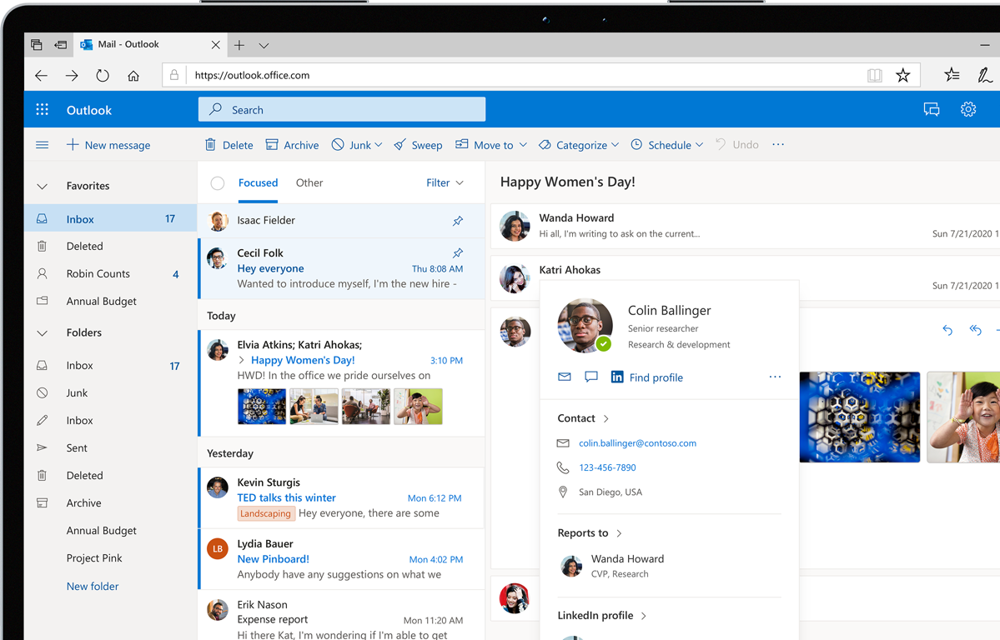 Mail - Outlook
https://outlook.office.com
Outlook
Search
New message
Delete
Archive
Junk
Sweep
Move to
Categorize
Schedule
Undo
Favorites
Inbox 17
Deleted
Robin Counts 4
Annual Budget
Folders
Inbox 17
Junk
Inbox
Sent
Deleted
Archive
Annual Budget
Project Pink
New folder
Focused
Other
Filter
Isaac Fielder
Cecil Folk
Hey everyone Thu 8:08 AM
Wanted to introduce myself, I'm the new hire -
Today
Elvia Atkins; Katri Ahokas;
Happy Women's Day! 3:10 PM
HWD! In the office we pride ourselves on
Yesterday
Kevin Sturgis
TED talks this winter Mon 6:12 PM
Landscaping Hey everyone, there are some
LB
Lydia Bauer
New Pinboard! Mon 4:02 PM
Anybody have any suggestions on what we
Erik Nason
Expense report Mon 11:20 AM
Hi there Kat, I'm wondering if I'm able to get
Happy Women's Day!
Wanda Howard
Hi all, I'm writing to ask on the current...
Sun 7/21/2020 1
Katri Ahokas
Sun 7/21/2020 1
Colin Ballinger
Senior researcher
Research & development
in Find profile
Contact
colin.ballinger@contoso.com
123-456-7890
San Diego, USA
Reports to
Wanda Howard
CVP, Research
LinkedIn profile